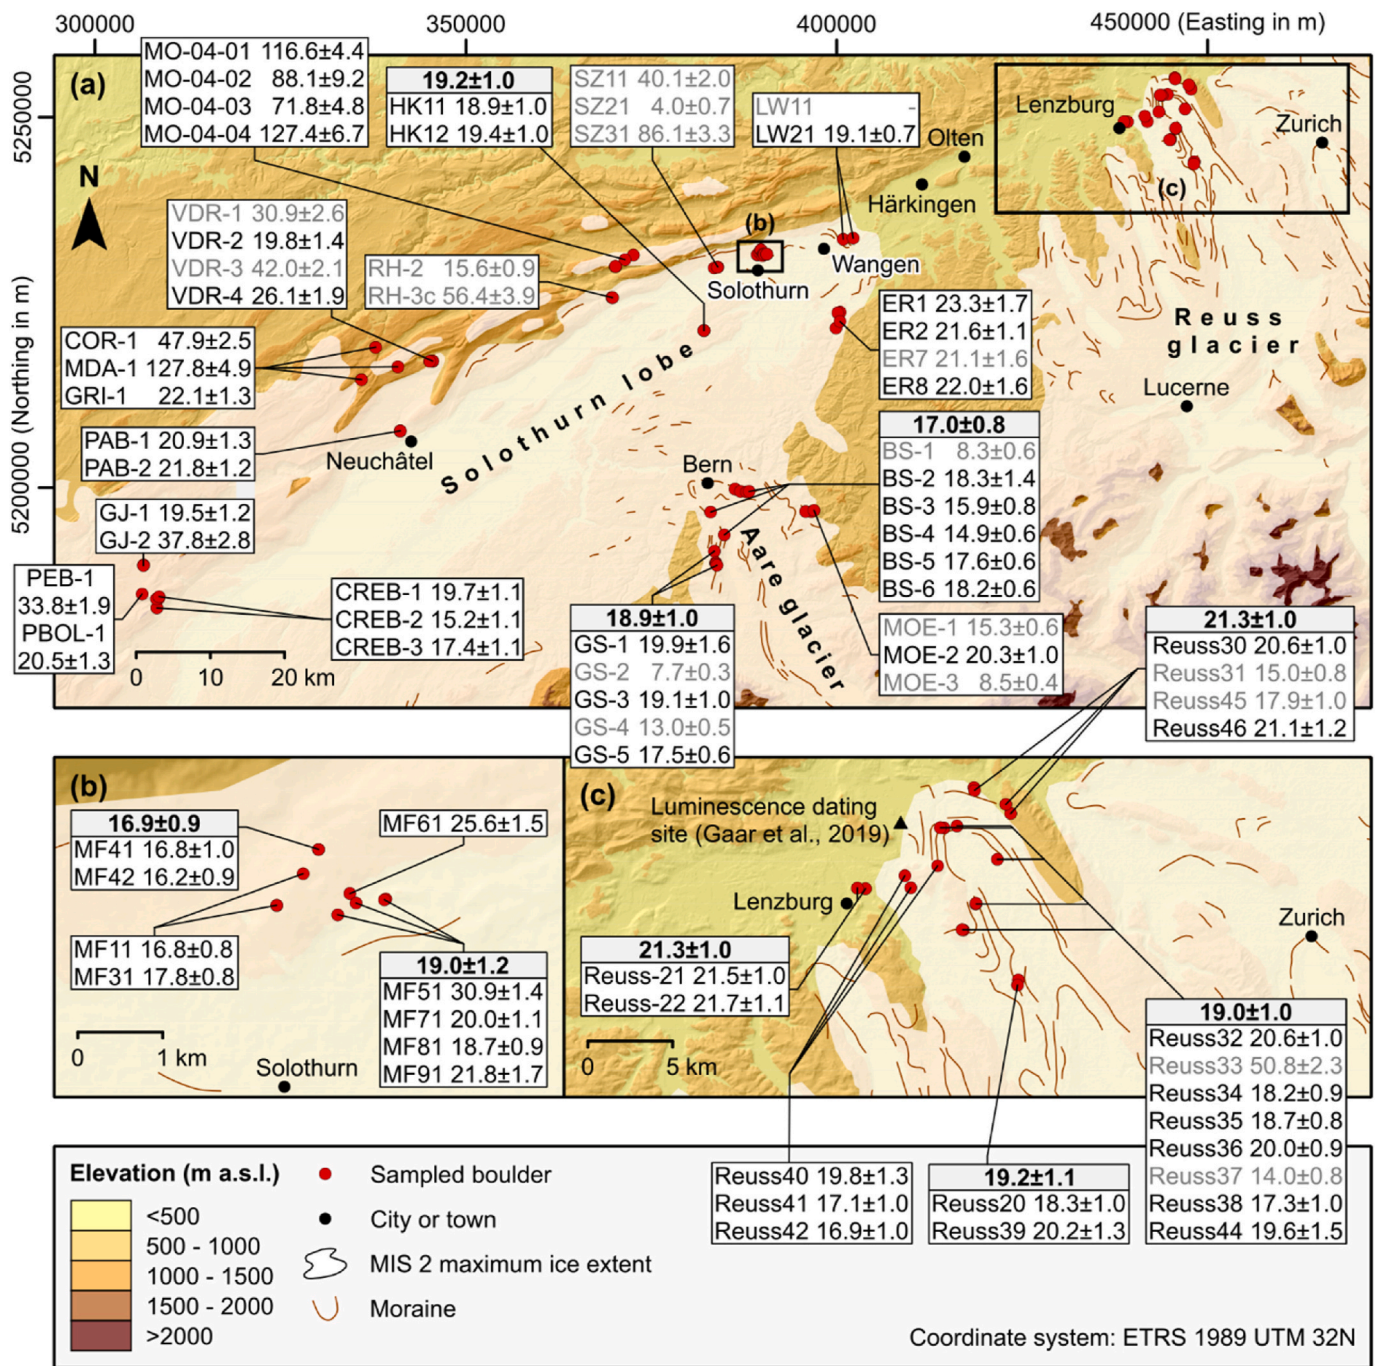 300000
350000
400000
450000 (Easting in m)
5250000
5200000 (Northing in m)
(a)
N
MO-04-01 116.6±4.4
MO-04-02 88.1±9.2
MO-04-03 71.8±4.8
MO-04-04 127.4±6.7
19.2±1.0
HK11 18.9±1.0
HK12 19.4±1.0
SZ11 40.1±2.0
SZ21 4.0±0.7
SZ31 86.1±3.3
LW11 -
LW21 19.1±0.7
Olten
Härkingen
Lenzburg
Zurich
(c)
VDR-1 30.9±2.6
VDR-2 19.8±1.4
VDR-3 42.0±2.1
VDR-4 26.1±1.9
RH-2 15.6±0.9
RH-3c 56.4±3.9
(b)
Solothurn
Wangen
COR-1 47.9±2.5
MDA-1 127.8±4.9
GRI-1 22.1±1.3
ER1 23.3±1.7
ER2 21.6±1.1
ER7 21.1±1.6
ER8 22.0±1.6
Reuss
glacier
Lucerne
PAB-1 20.9±1.3
PAB-2 21.8±1.2
Neuchâtel
Solothurn lobe
Bern
Aare glacier
17.0±0.8
BS-1 8.3±0.6
BS-2 18.3±1.4
BS-3 15.9±0.8
BS-4 14.9±0.6
BS-5 17.6±0.6
BS-6 18.2±0.6
GJ-1 19.5±1.2
GJ-2 37.8±2.8
PEB-1
33.8±1.9
PBOL-1
20.5±1.3
CREB-1 19.7±1.1
CREB-2 15.2±1.1
CREB-3 17.4±1.1
0 10 20 km
18.9±1.0
GS-1 19.9±1.6
GS-2 7.7±0.3
GS-3 19.1±1.0
GS-4 13.0±0.5
GS-5 17.5±0.6
MOE-1 15.3±0.6
MOE-2 20.3±1.0
MOE-3 8.5±0.4
21.3±1.0
Reuss30 20.6±1.0
Reuss31 15.0±0.8
Reuss45 17.9±1.0
Reuss46 21.1±1.2
(b)
16.9±0.9
MF41 16.8±1.0
MF42 16.2±0.9
MF61 25.6±1.5
MF11 16.8±0.8
MF31 17.8±0.8
19.0±1.2
MF51 30.9±1.4
MF71 20.0±1.1
MF81 18.7±0.9
MF91 21.8±1.7
0 1 km
Solothurn
(c)
Luminescence dating
site (Gaar et al., 2019)
Lenzburg
Zurich
21.3±1.0
Reuss-21 21.5±1.0
Reuss-22 21.7±1.1
0 5 km
19.0±1.0
Reuss32 20.6±1.0
Reuss33 50.8±2.3
Reuss34 18.2±0.9
Reuss35 18.7±0.8
Reuss36 20.0±0.9
Reuss37 14.0±0.8
Reuss38 17.3±1.0
Reuss44 19.6±1.5
Reuss40 19.8±1.3
Reuss41 17.1±1.0
Reuss42 16.9±1.0
19.2±1.1
Reuss20 18.3±1.0
Reuss39 20.2±1.3
Elevation (m a.s.l.)
<500
500 - 1000
1000 - 1500
1500 - 2000
>2000
Sampled boulder
City or town
MIS 2 maximum ice extent
Moraine
Coordinate system: ETRS 1989 UTM 32N